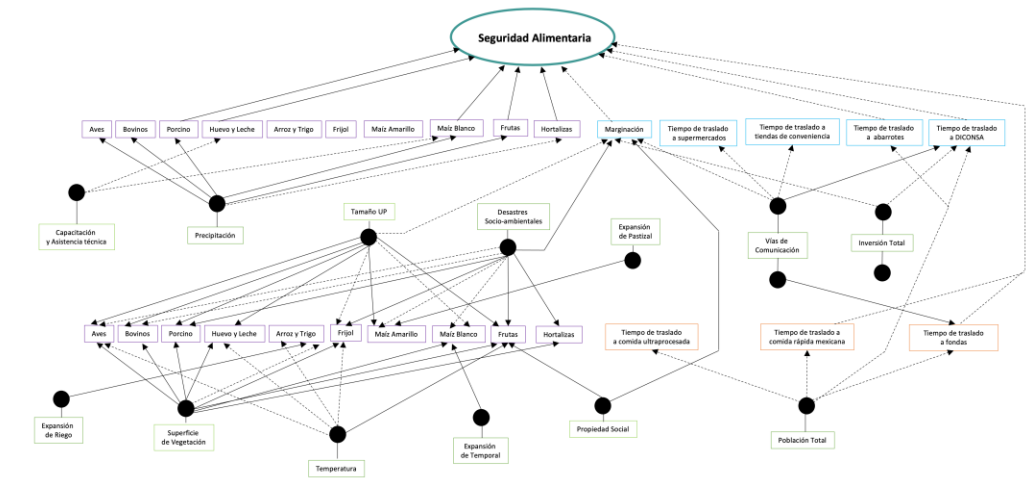 Seguridad Alimentaria
Aves
Bovinos
Porcino
Huevo y Leche
Arroz y Trigo
Frijol
Maíz Amarillo
Maíz Blanco
Frutas
Hortalizas
Marginación
Tiempo de traslado
a supermercados
Tiempo de traslado a
tiendas de conveniencia
Tiempo de traslado
a abarrotes
Tiempo de traslado
a DICONSA
Capacitación
y Asistencia técnica
Precipitación
Tamaño UP
Desastres
Socio-ambientales
Expansión
de Pastizal
Vías de
Comunicación
Inversión Total
Aves
Bovinos
Porcino
Huevo y Leche
Arroz y Trigo
Frijol
Maíz Amarillo
Maíz Blanco
Frutas
Hortalizas
Tiempo de traslado
a comida ultraprocesada
Tiempo de traslado a
comida rápida mexicana
Tiempo de traslado
a fondas
Expansión
de Riego
Superficie
de Vegetación
Temperatura
Expansión
de Temporal
Propiedad Social
Población Total